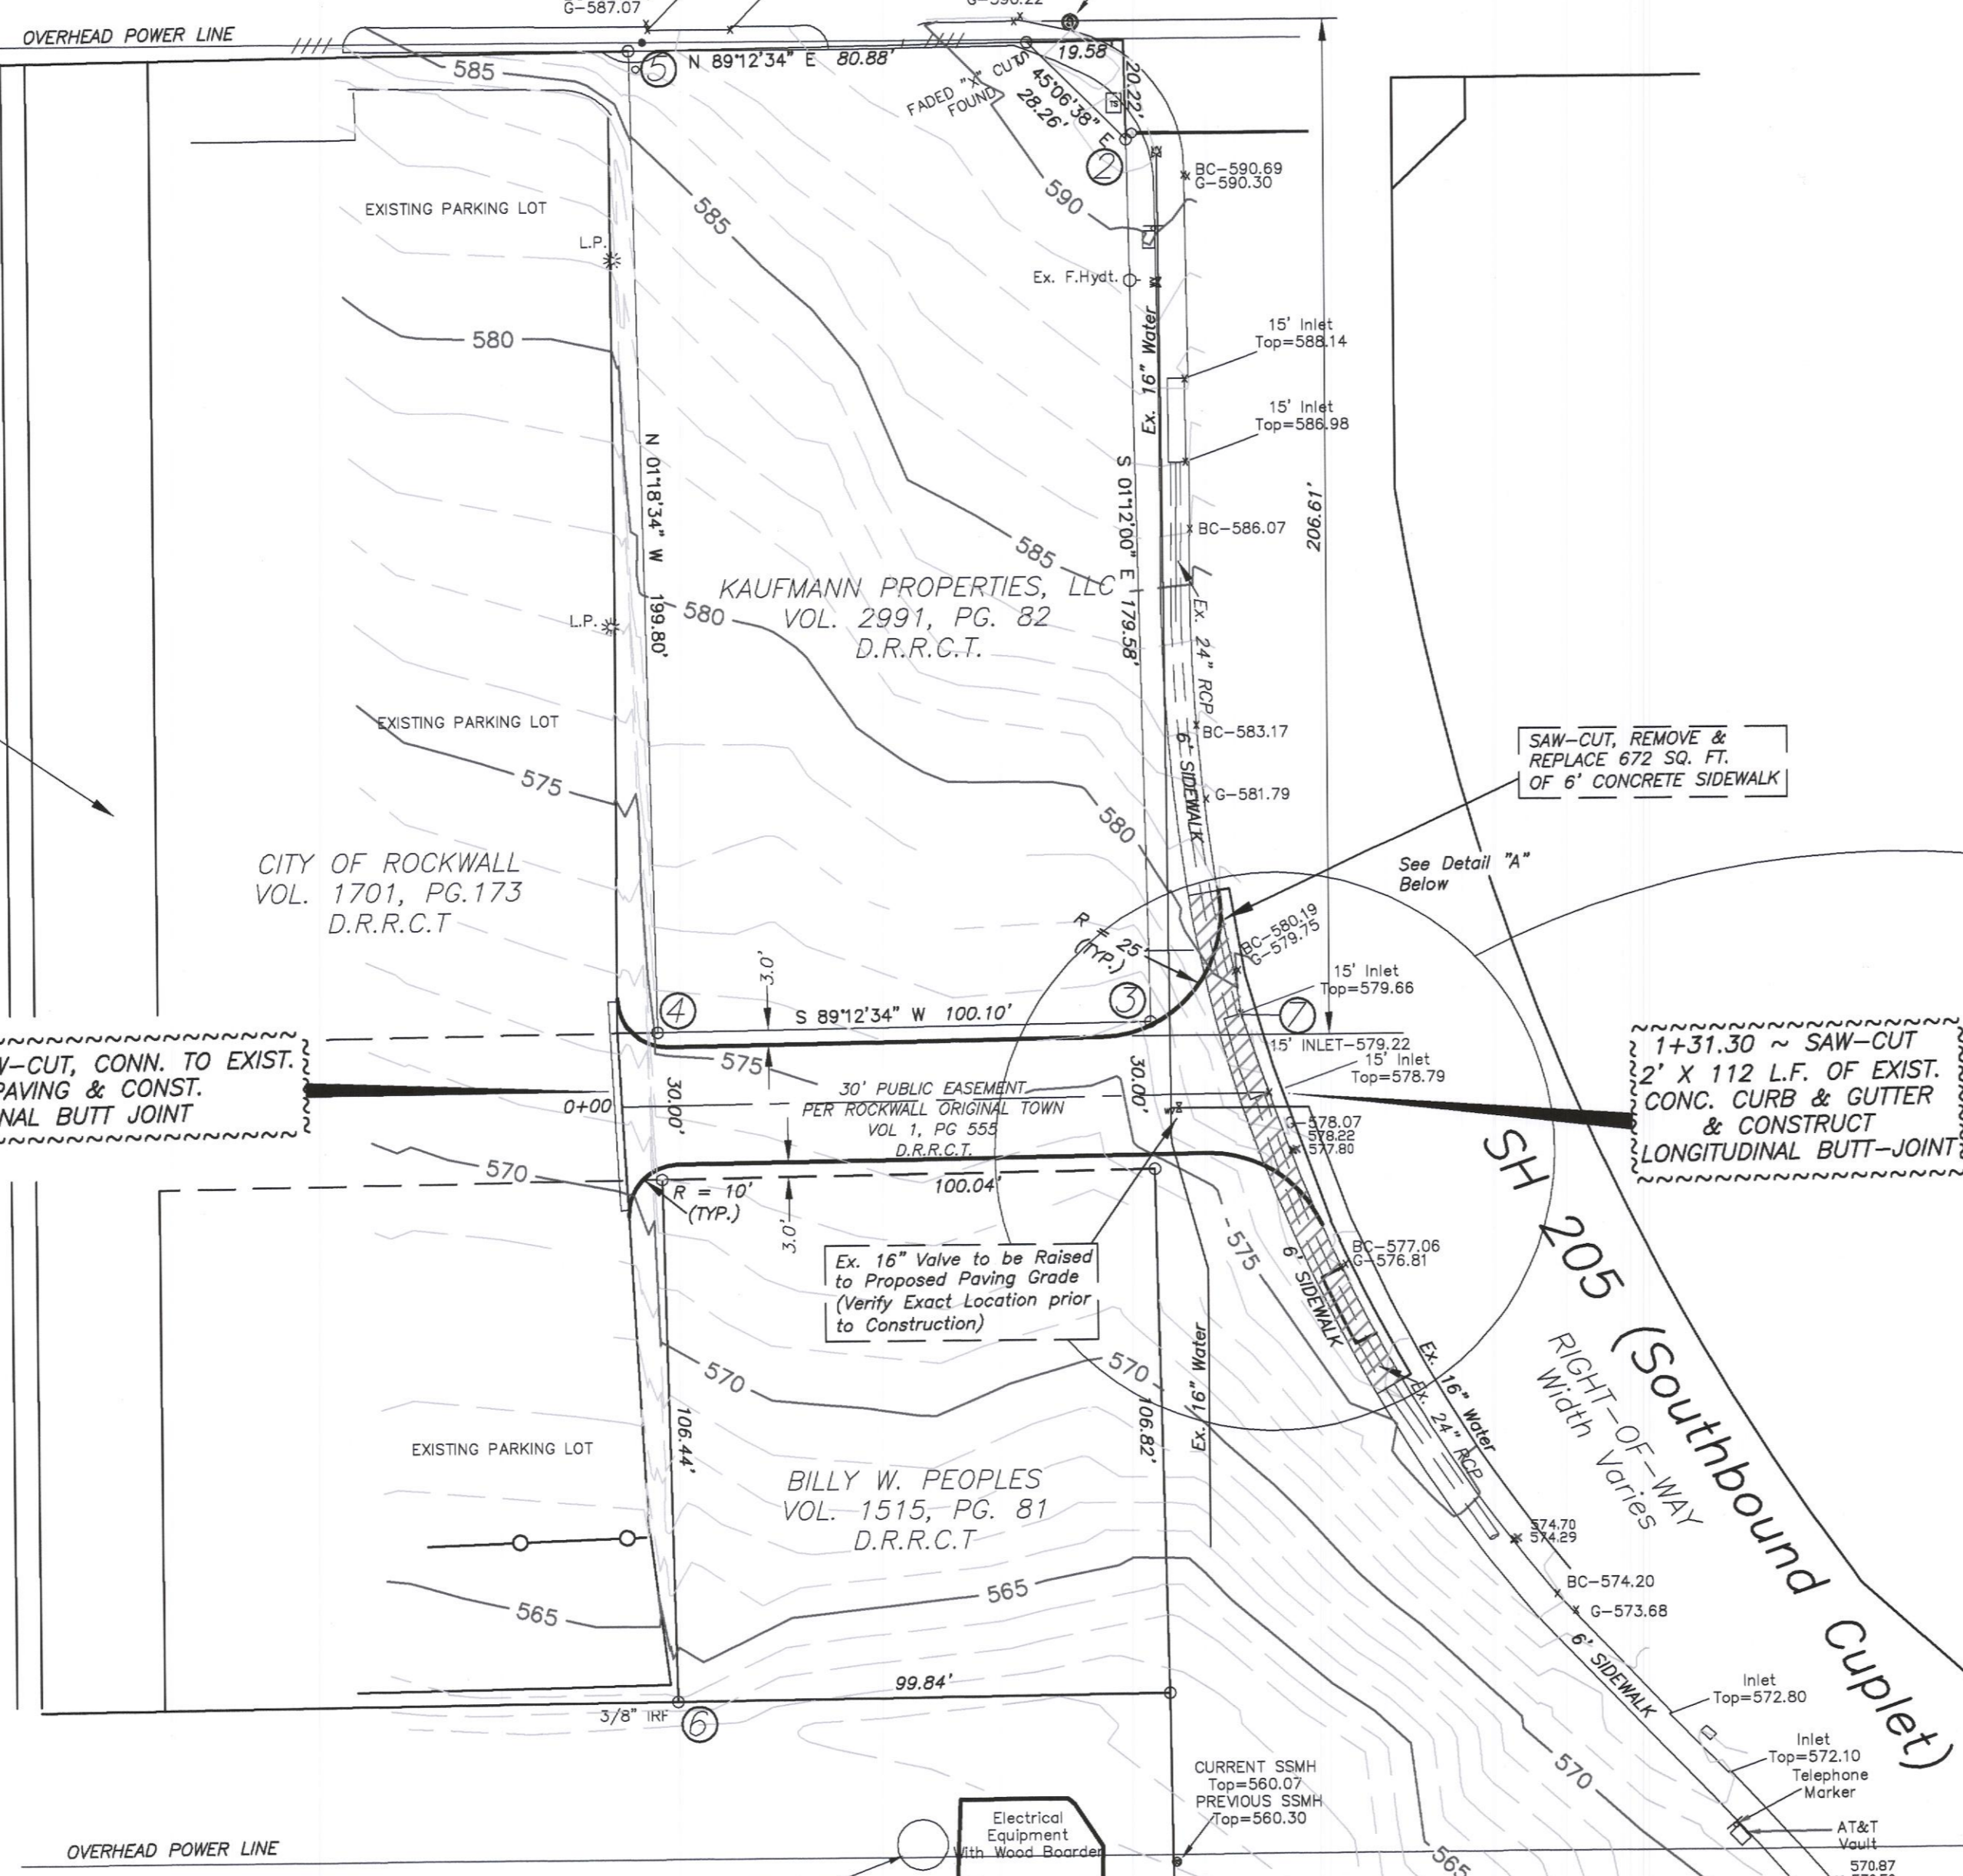 G-587.07
OVERHEAD POWER LINE
585
5
N 89°12'34" E 80.88'
FADED "X" CUT
FOUND
S 45°06'38" E
28.26'
19.58'
20.22'
TS
2
BC-590.69
G-590.30
590
EXISTING PARKING LOT
585
L.P.
Ex. F.Hydt.
580
Ex. 16" Water
15' Inlet
Top=588.14
15' Inlet
Top=586.98
206.61'
N 01°18'34" W 199.80'
S 01°12'00" E 179.58'
BC-586.07
585
KAUFMANN PROPERTIES, LLC
VOL. 2991, PG. 82
D.R.R.C.T.
L.P.
580
Ex. 24" RCP
EXISTING PARKING LOT
BC-583.17
6' SIDEWALK
SAW-CUT, REMOVE &
REPLACE 672 SQ. FT.
OF 6' CONCRETE SIDEWALK
575
G-581.79
580
CITY OF ROCKWALL
VOL. 1701, PG.173
D.R.R.C.T
See Detail "A"
Below
R = 25'
(TYP.)
BC-580.19
G-579.75
3.0'
15' Inlet
Top=579.66
4
S 89°12'34" W 100.10'
3
7
15' INLET-579.22
15' Inlet
Top=578.79
W-CUT, CONN. TO EXIST.
PAVING & CONST.
NAL BUTT JOINT
1+31.30 ~ SAW-CUT
2' X 112 L.F. OF EXIST.
CONC. CURB & GUTTER
& CONSTRUCT
LONGITUDINAL BUTT-JOINT
575
0+00
30.00'
30' PUBLIC EASEMENT
PER ROCKWALL ORIGINAL TOWN
VOL 1, PG 555
D.R.R.C.T.
30.00'
G-578.07
578.22
577.80
570
R = 10'
(TYP.)
3.0'
100.04'
Ex. 16" Valve to be Raised
to Proposed Paving Grade
(Verify Exact Location prior
to Construction)
575
6' SIDEWALK
BC-577.06
G-576.81
SH 205 (Southbound Cuplet)
RIGHT-OF-WAY
Width Varies
570
570
Ex. 16" Water
Ex. 16" Water
Ex. 24" RCP
106.44'
106.82'
EXISTING PARKING LOT
BILLY W. PEOPLES
VOL. 1515, PG. 81
D.R.R.C.T
574.70
574.29
BC-574.20
G-573.68
565
565
6' SIDEWALK
99.84'
3/8" IRF
6
Inlet
Top=572.80
Inlet
Top=572.10
Telephone
Marker
570
CURRENT SSMH
Top=560.07
PREVIOUS SSMH
Top=560.30
Electrical
Equipment
With Wood Boarder
AT&T
Vault
OVERHEAD POWER LINE
565
570.87